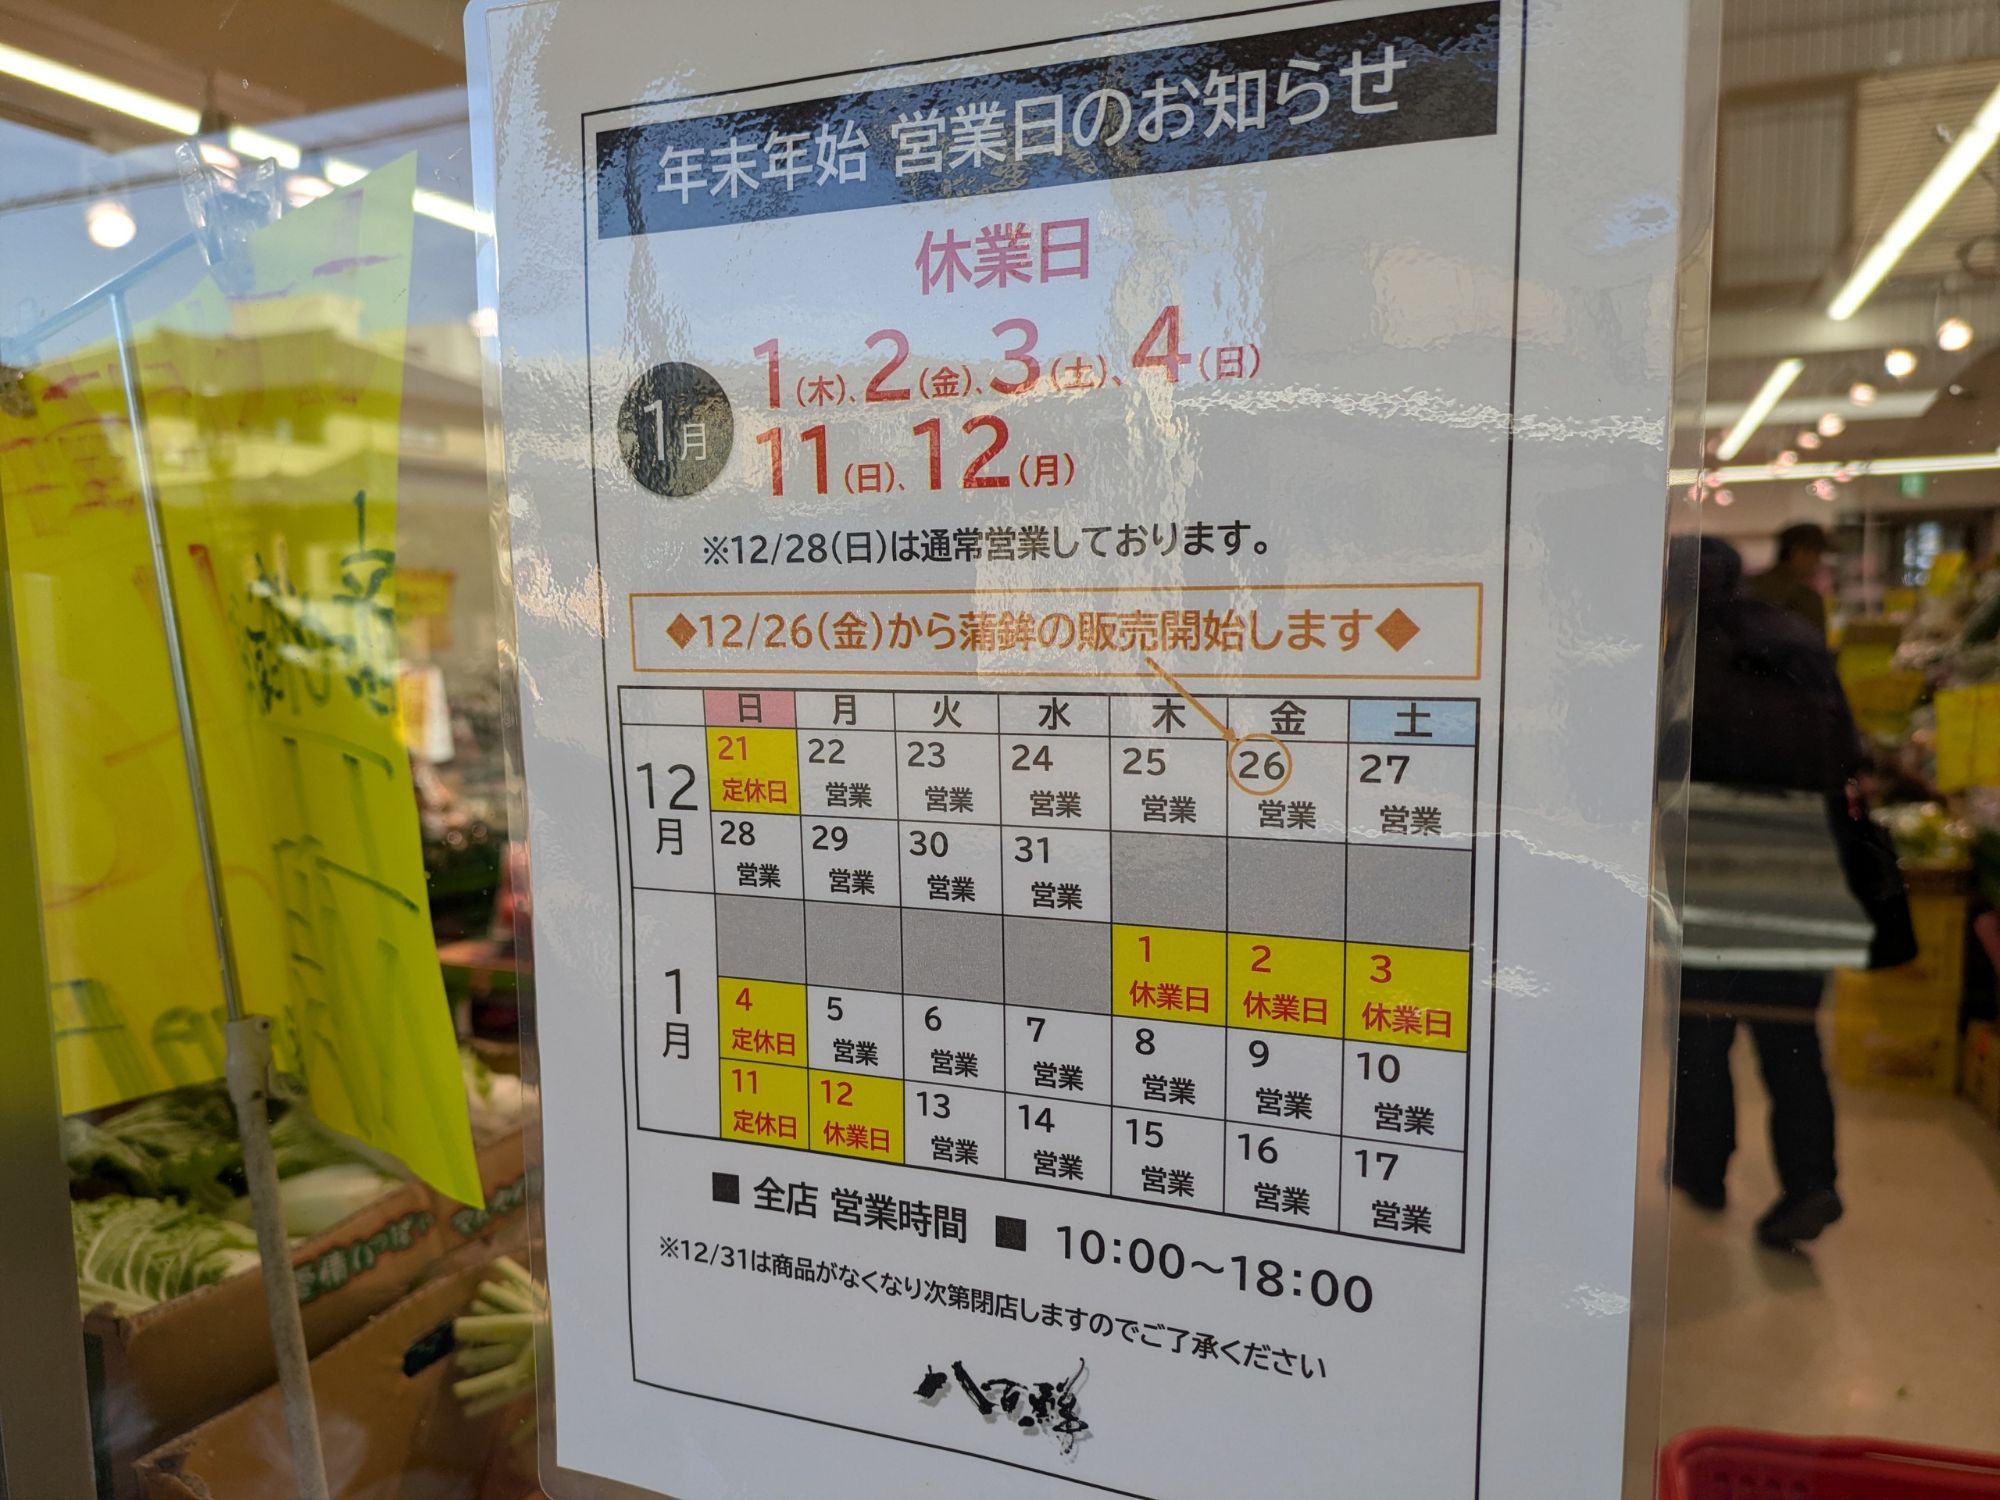 年末年始 営業日のお知らせ
休業日
1月
1(木)、2(金)、3(土)、4(日)
11(日)、12(月)
※12/28(日)は通常営業しております。
◆12/26(金)から蒲鉾の販売開始します◆
日 月 火 水 木 金 土
12月
21 22 23 24 25 26 27
定休日 営業 営業 営業 営業 営業 営業
28 29 30 31
営業 営業 営業 営業
1月
1 2 3
休業日 休業日 休業日
4 5 6 7 8 9 10
定休日 営業 営業 営業 営業 営業 営業
11 12 13 14 15 16 17
定休日 休業日 営業 営業 営業 営業 営業
■ 全店 営業時間 ■ 10:00〜18:00
※12/31は商品がなくなり次第閉店しますのでご了承ください
八百鮮